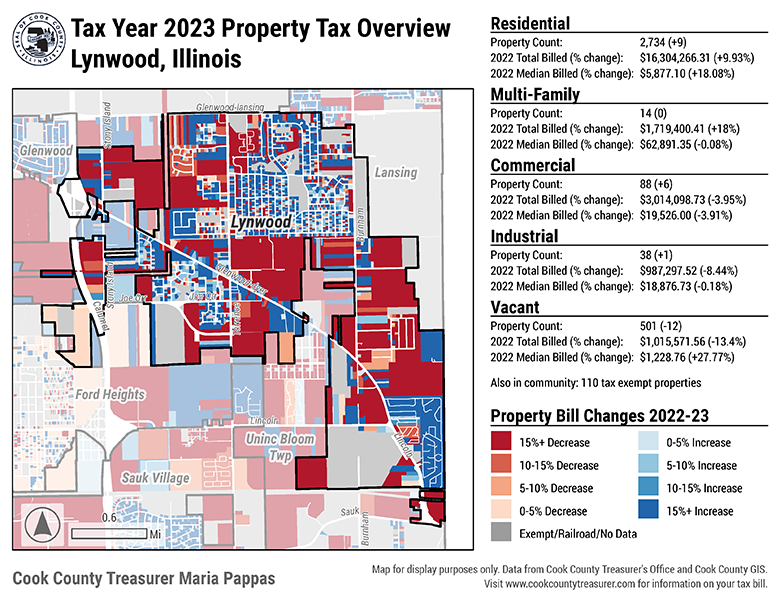 SEAL OF COOK COUNTY
ILLINOIS
Tax Year 2023 Property Tax Overview
Lynwood, Illinois
Glenwood-lansing
Stony Island
Glenwood
Lansing
Lynwood
Burnham
Glenwood-dyer
Stony Island
Joe Orr
Joe Orr
Torrence
Calumet
Ford Heights
Lincoln
Uninc Bloom
Twp
Lincoln
Sauk Village
Sauk
Burnham
0.6
Mi
Residential
Property Count: 2,734 (+9)
2022 Total Billed (% change): $16,304,266.31 (+9.93%)
2022 Median Billed (% change): $5,877.10 (+18.08%)
Multi-Family
Property Count: 14 (0)
2022 Total Billed (% change): $1,719,400.41 (+18%)
2022 Median Billed (% change): $62,891.35 (-0.08%)
Commercial
Property Count: 88 (+6)
2022 Total Billed (% change): $3,014,098.73 (-3.95%)
2022 Median Billed (% change): $19,526.00 (-3.91%)
Industrial
Property Count: 38 (+1)
2022 Total Billed (% change): $987,297.52 (-8.44%)
2022 Median Billed (% change): $18,876.73 (-0.18%)
Vacant
Property Count: 501 (-12)
2022 Total Billed (% change): $1,015,571.56 (-13.4%)
2022 Median Billed (% change): $1,228.76 (+27.77%)
Also in community: 110 tax exempt properties
Property Bill Changes 2022-23
15%+ Decrease
10-15% Decrease
5-10% Decrease
0-5% Decrease
Exempt/Railroad/No Data
0-5% Increase
5-10% Increase
10-15% Increase
15%+ Increase
Cook County Treasurer Maria Pappas
Map for display purposes only. Data from Cook County Treasurer's Office and Cook County GIS.
Visit www.cookcountytreasurer.com for information on your tax bill.